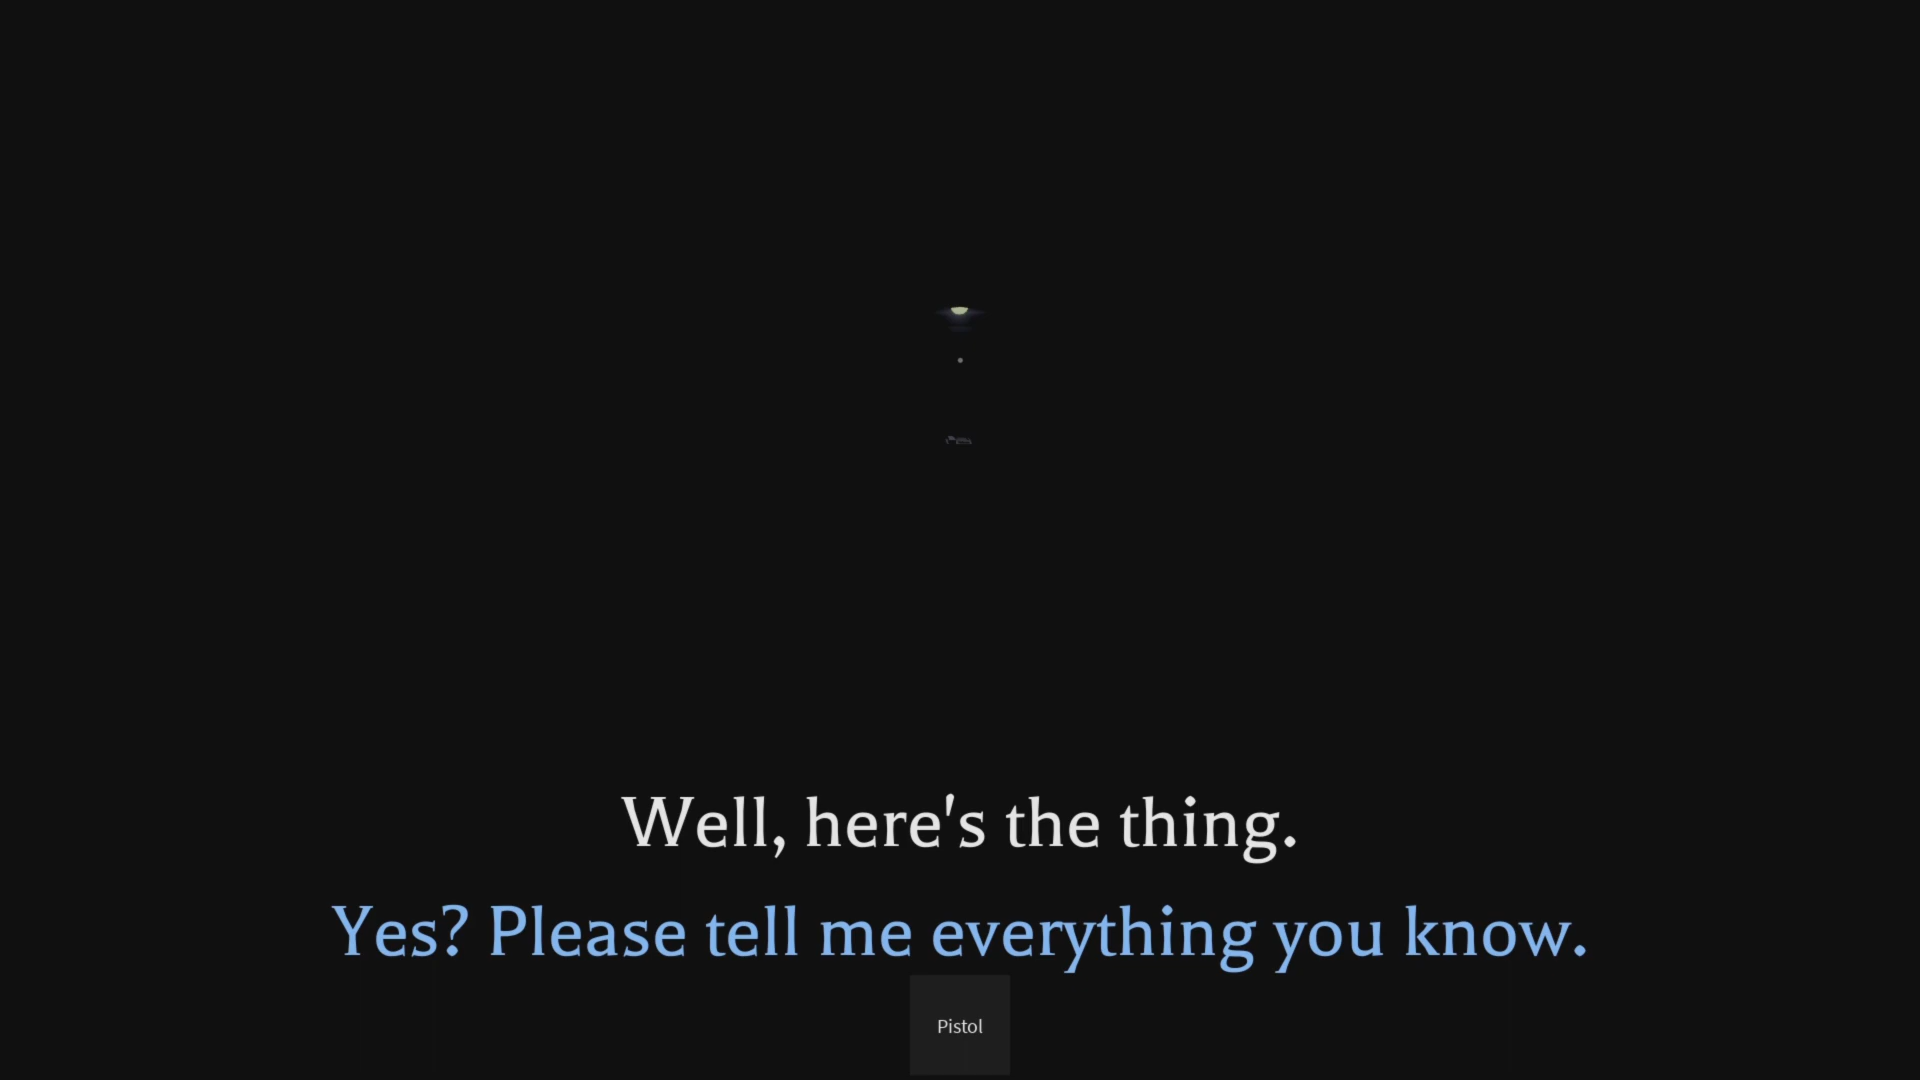 Well, here's the thing.
Yes? Please tell me everything you know.
Pistol